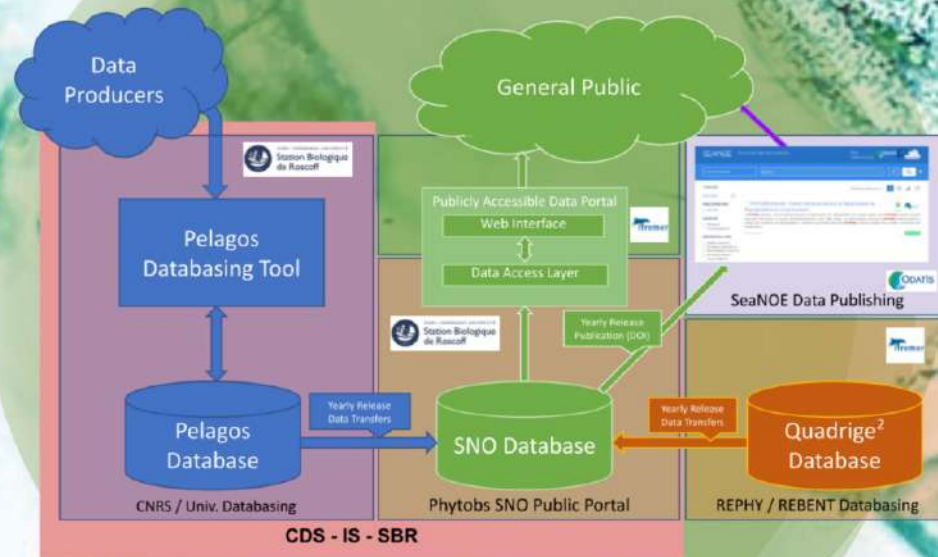 Data
Producers
General Public
SORBONNE UNIVERSITÉ
Station Biologique
de Roscoff
SEANOE
Publicly Accessible Data Portal
Web Interface
Ifremer
Pelagos
Databasing Tool
Data Access Layer
ODATIS
SeaNOE Data Publishing
Station Biologique
de Roscoff
Yearly Release
Publication (DOI)
Ifremer
Yearly Release
Data Transfers
Yearly Release
Data Transfers
Pelagos
Database
SNO Database
Quadrige²
Database
CNRS / Univ. Databasing
Phytobs SNO Public Portal
REPHY / REBENT Databasing
CDS - IS - SBR